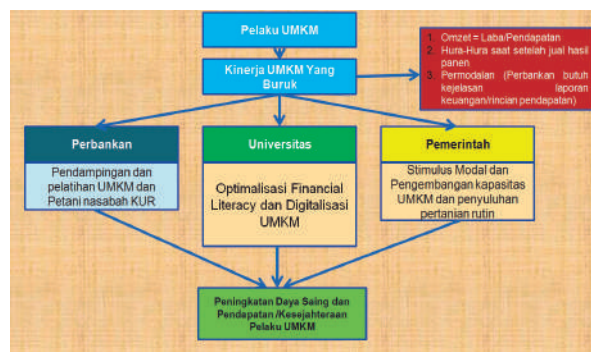 Pelaku UMKM
Kinerja UMKM Yang
Buruk
1. Omzet = Laba/Pendapatan
2. Hura-Hura saat setelah jual hasil
panen
3. Permodalan (Perbankan butuh
kejelasan laporan
keuangan/rincian pendapatan)
Perbankan
Pendampingan dan
pelatihan UMKM dan
Petani nasabah KUR
Universitas
Optimalisasi Financial
Literacy dan Digitalisasi
UMKM
Pemerintah
Stimulus Modal dan
Pengembangan kapasitas
UMKM dan penyuluhan
pertanian rutin
Peningkatan Daya Saing dan
Pendapatan /Kesejahteraan
Pelaku UMKM